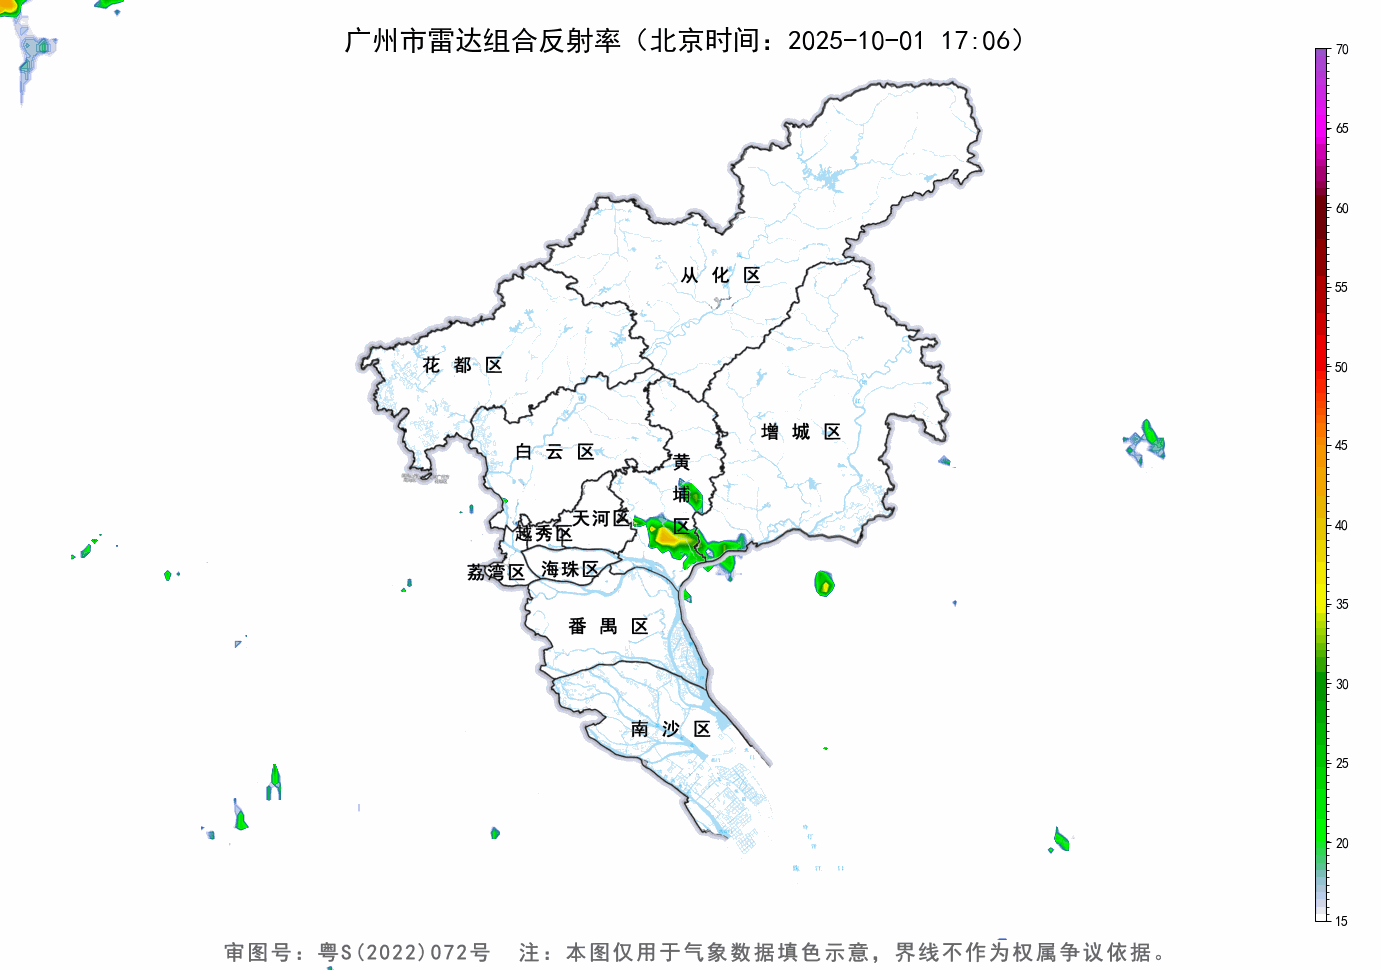 广州市雷达组合反射率（北京时间：2025-10-01 17:06）
70
65
60
55
50
45
40
35
30
25
20
15
从化区
花都区
增城区
白云区
黄埔区
天河区
越秀区
荔湾区
海珠区
番禺区
南沙区
审图号：粤S(2022)072号 注：本图仅用于气象数据填色示意，界线不作为权属争议依据。